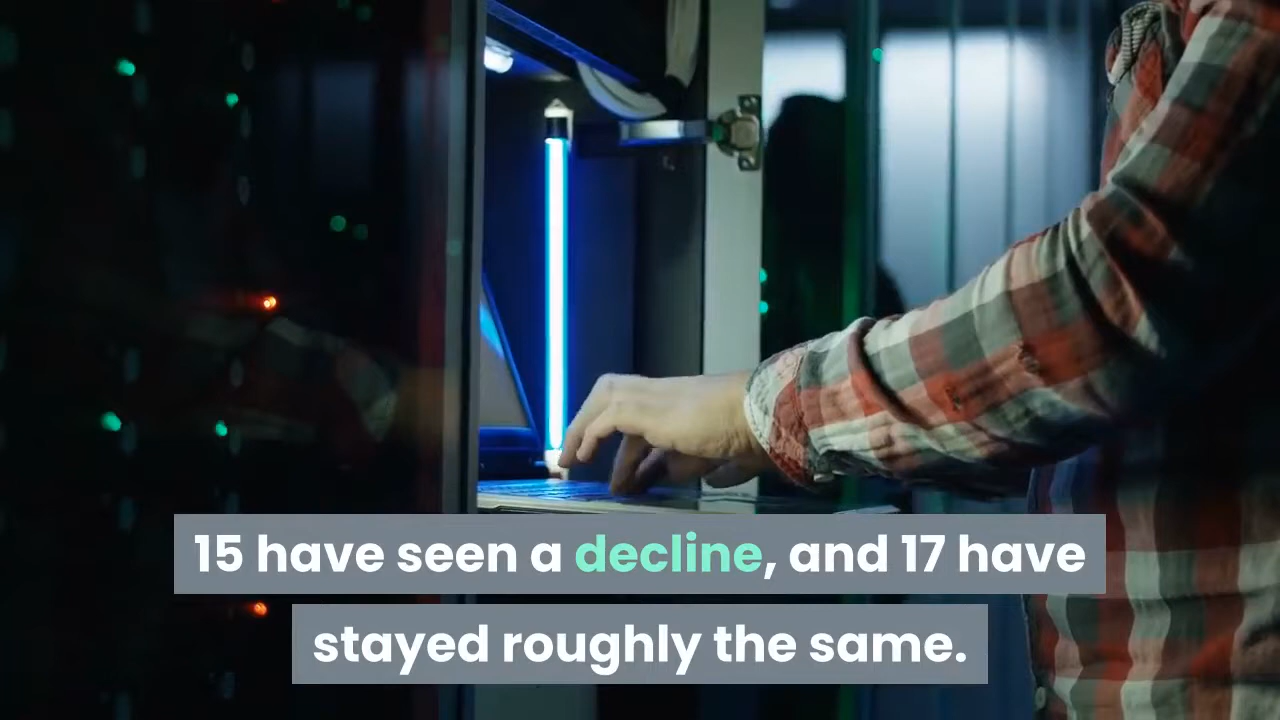 15 have seen a decline, and 17 have
stayed roughly the same.